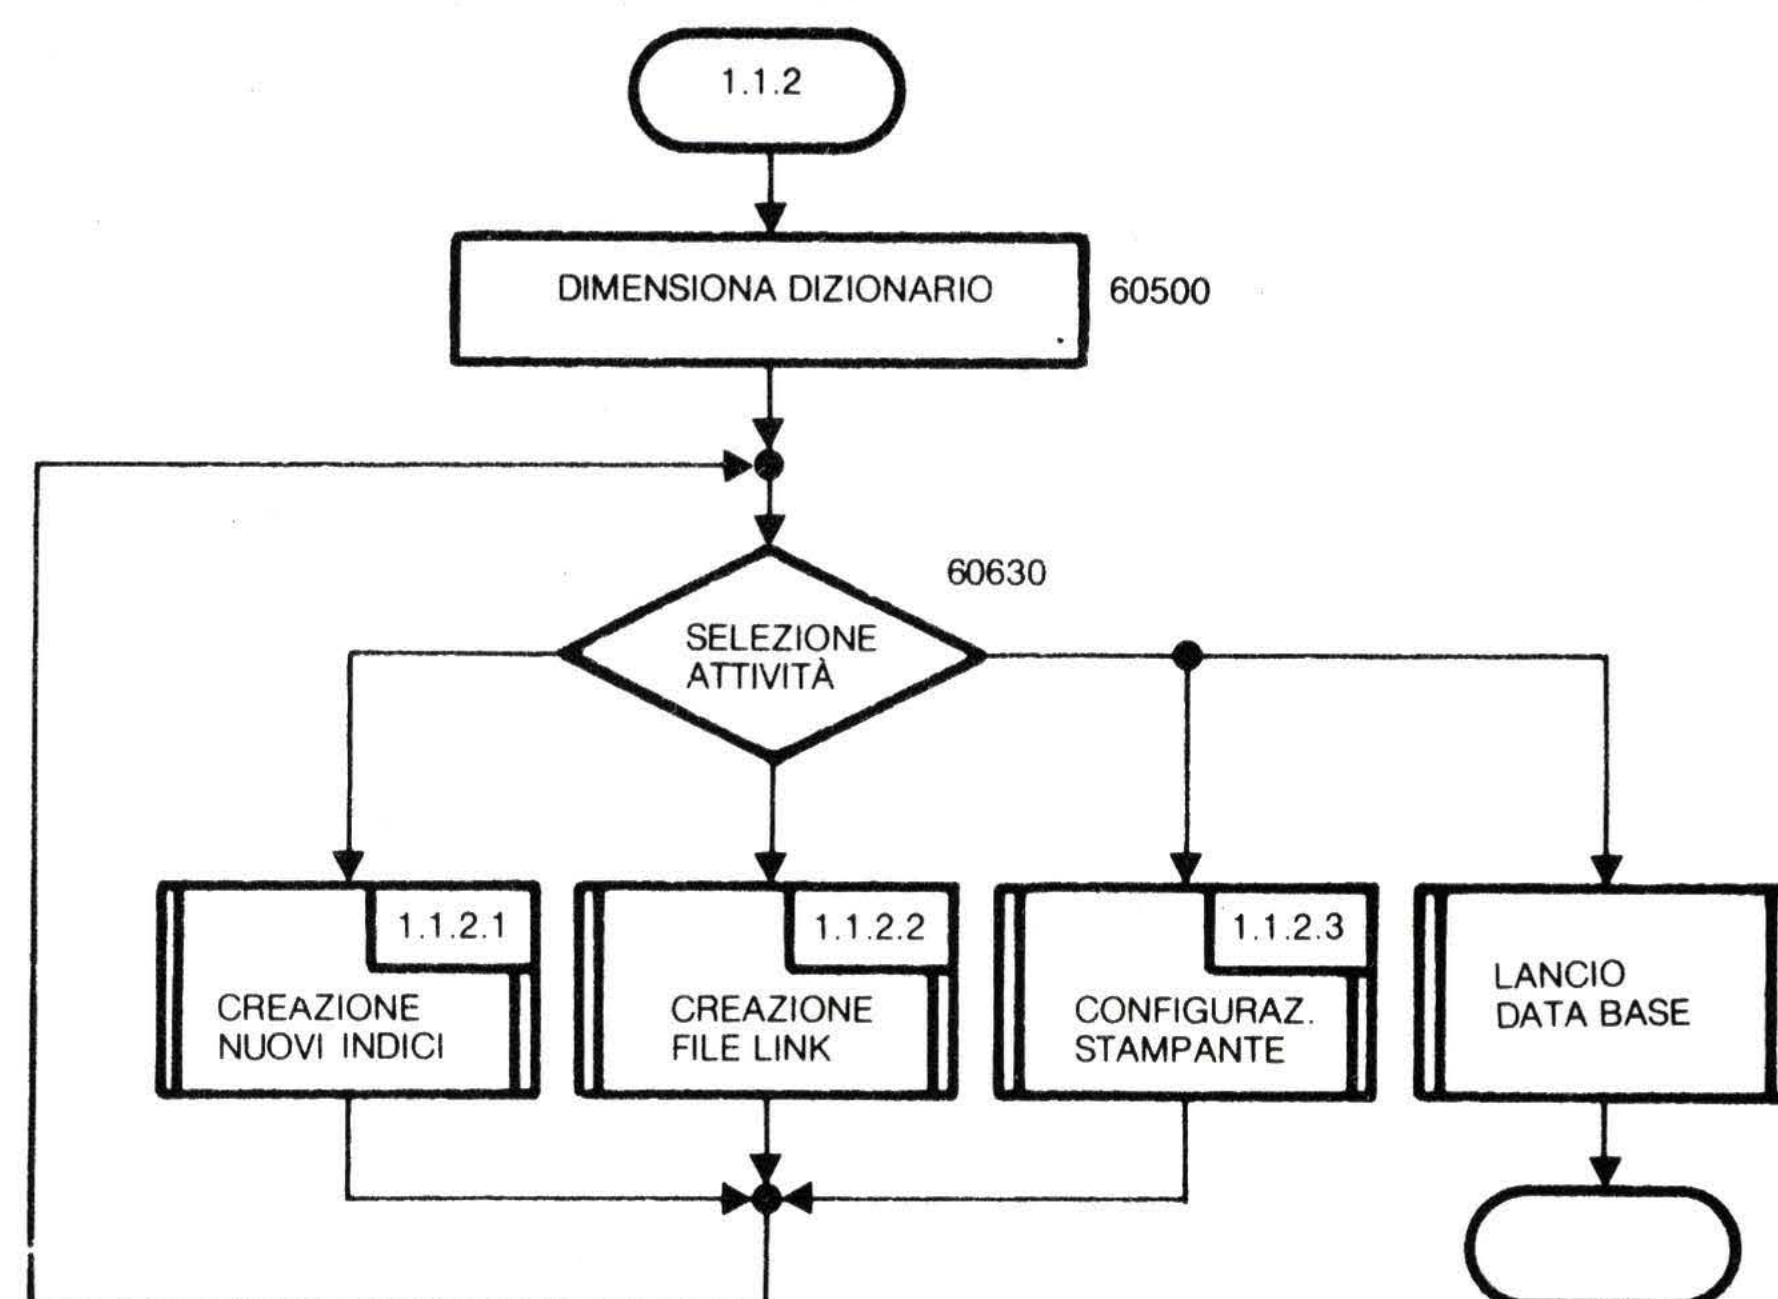 1.1.2
DIMENSIONA DIZIONARIO
60500
60630
SELEZIONE
ATTIVITÀ
1.1.2.1
CREAZIONE
NUOVI INDICI
1.1.2.2
CREAZIONE
FILE LINK
1.1.2.3
CONFIGURAZ.
STAMPANTE
LANCIO
DATA BASE